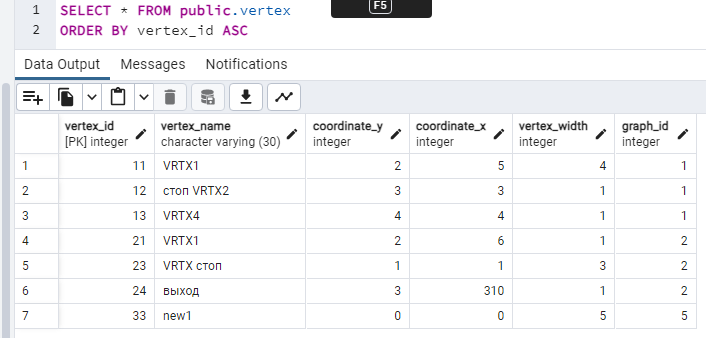 F5
1 SELECT * FROM public.vertex
2 ORDER BY vertex_id ASC
Data Output Messages Notifications
vertex_id vertex_name coordinate_y coordinate_x vertex_width graph_id
[PK] integer character varying (30) integer integer integer integer
1 11 VRTX1 2 5 4 1
2 12 стоп VRTX2 3 3 1 1
3 13 VRTX4 4 4 1 1
4 21 VRTX1 2 6 1 2
5 23 VRTX стоп 1 1 3 2
6 24 выход 3 310 1 2
7 33 new1 0 0 5 5